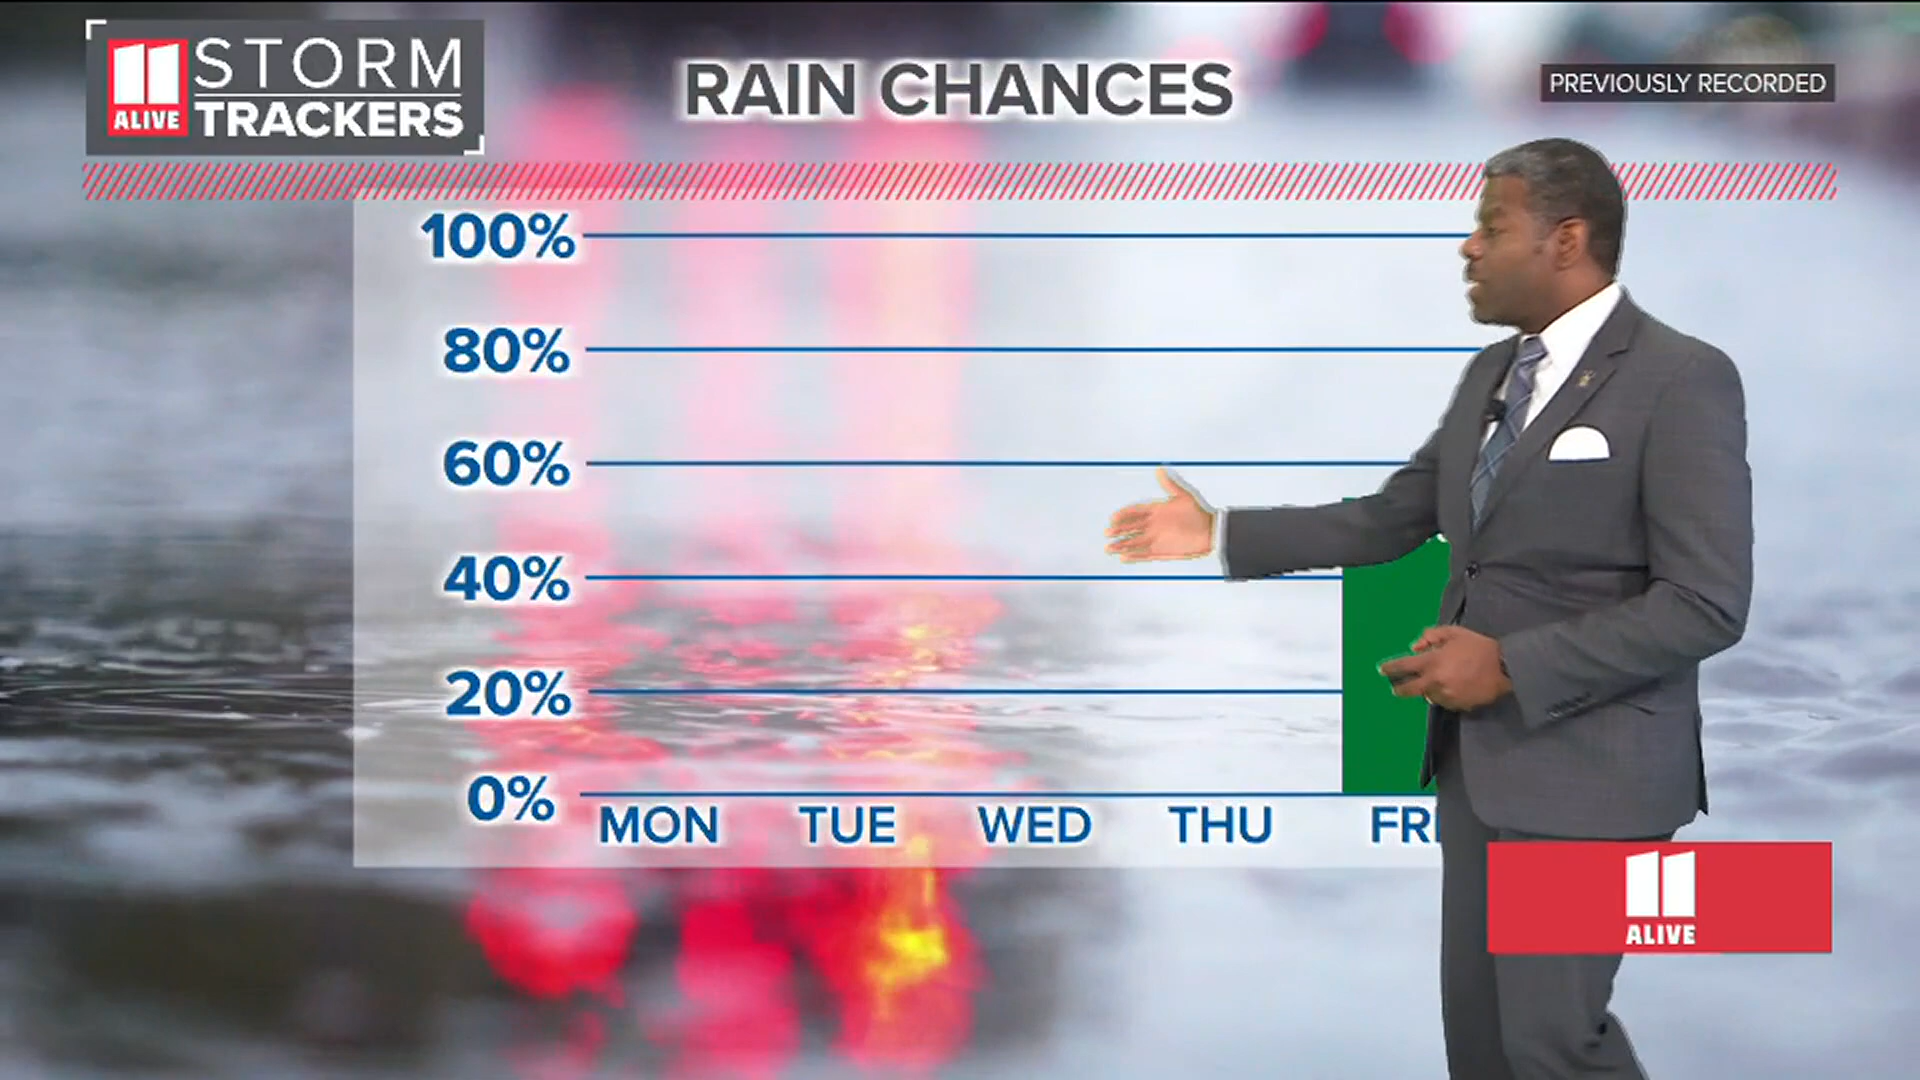 11 ALIVE
STORM
TRACKERS
RAIN CHANCES
PREVIOUSLY RECORDED
100%
80%
60%
40%
20%
0%
MON TUE WED THU FRI
11
ALIVE